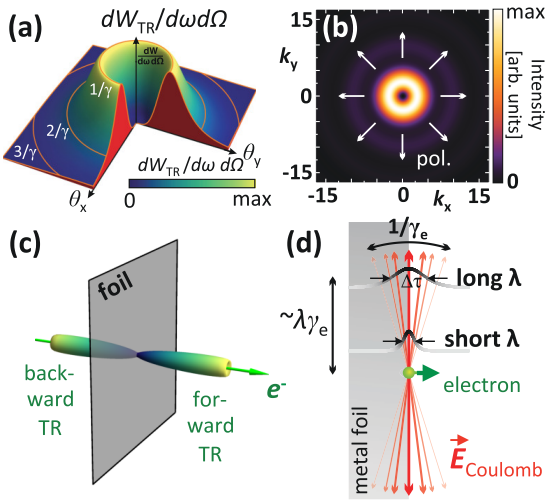 (a)
dW_TR/dωdΩ
dW
dωdΩ
1/γ
2/γ
3/γ
θ_x
θ_y
dW_TR/dω dΩ
0
max
(b)
k_y
15
0
-15
-15
0
15
k_x
pol.
max
0
Intensity
[arb. units]
(c)
foil
back-
ward
TR
for-
ward
TR
e⁻
(d)
1/γ_e
Δτ
long λ
~λγ_e
short λ
electron
metal foil
E_Coulomb